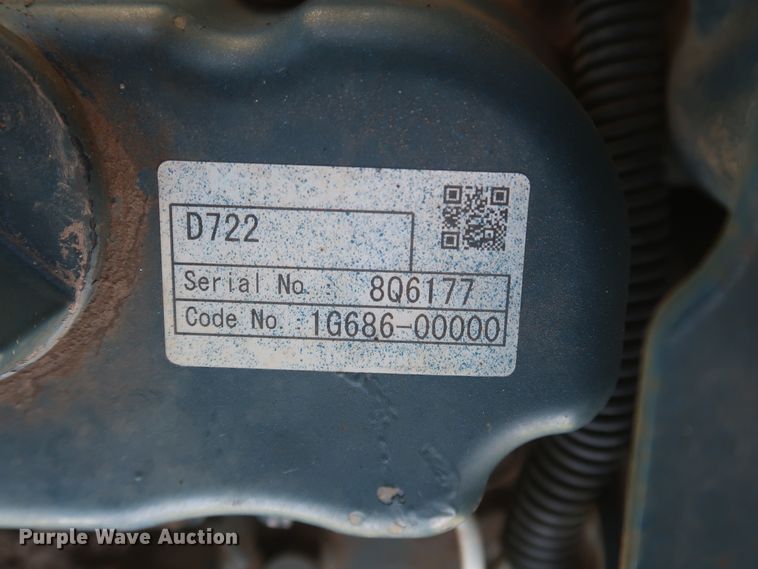 D722
Serial No. : 8Q6177
Code No. 1G686-00000
Purple Wave Auction®